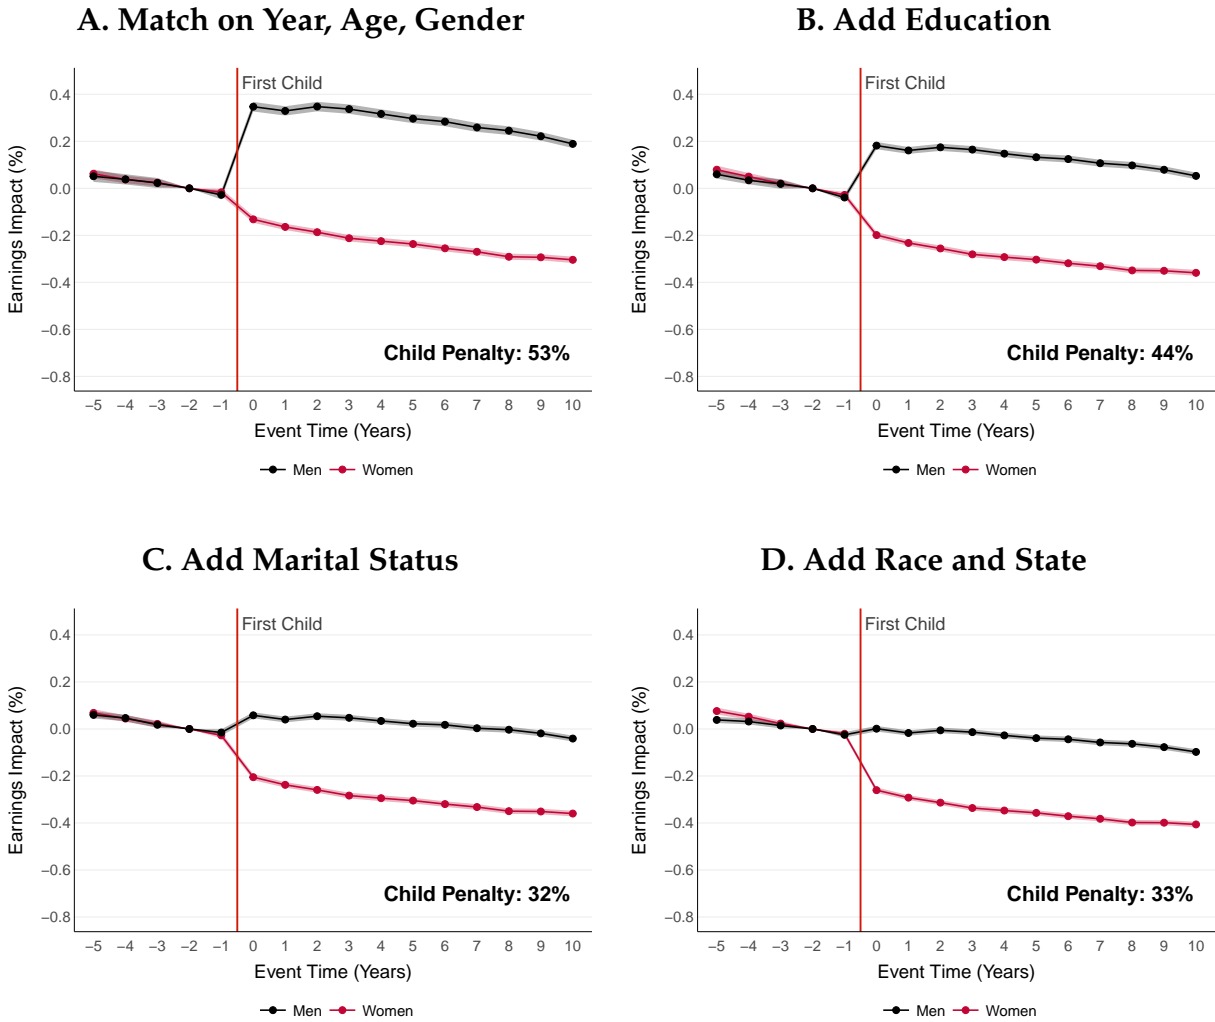 A. Match on Year, Age, Gender
First Child
Earnings Impact (%)
0.4
0.2
0.0
−0.2
−0.4
−0.6
−0.8
Child Penalty: 53%
−5 −4 −3 −2 −1 0 1 2 3 4 5 6 7 8 9 10
Event Time (Years)
Men Women
B. Add Education
First Child
Earnings Impact (%)
0.4
0.2
0.0
−0.2
−0.4
−0.6
−0.8
Child Penalty: 44%
−5 −4 −3 −2 −1 0 1 2 3 4 5 6 7 8 9 10
Event Time (Years)
Men Women
C. Add Marital Status
First Child
Earnings Impact (%)
0.4
0.2
0.0
−0.2
−0.4
−0.6
−0.8
Child Penalty: 32%
−5 −4 −3 −2 −1 0 1 2 3 4 5 6 7 8 9 10
Event Time (Years)
Men Women
D. Add Race and State
First Child
Earnings Impact (%)
0.4
0.2
0.0
−0.2
−0.4
−0.6
−0.8
Child Penalty: 33%
−5 −4 −3 −2 −1 0 1 2 3 4 5 6 7 8 9 10
Event Time (Years)
Men Women